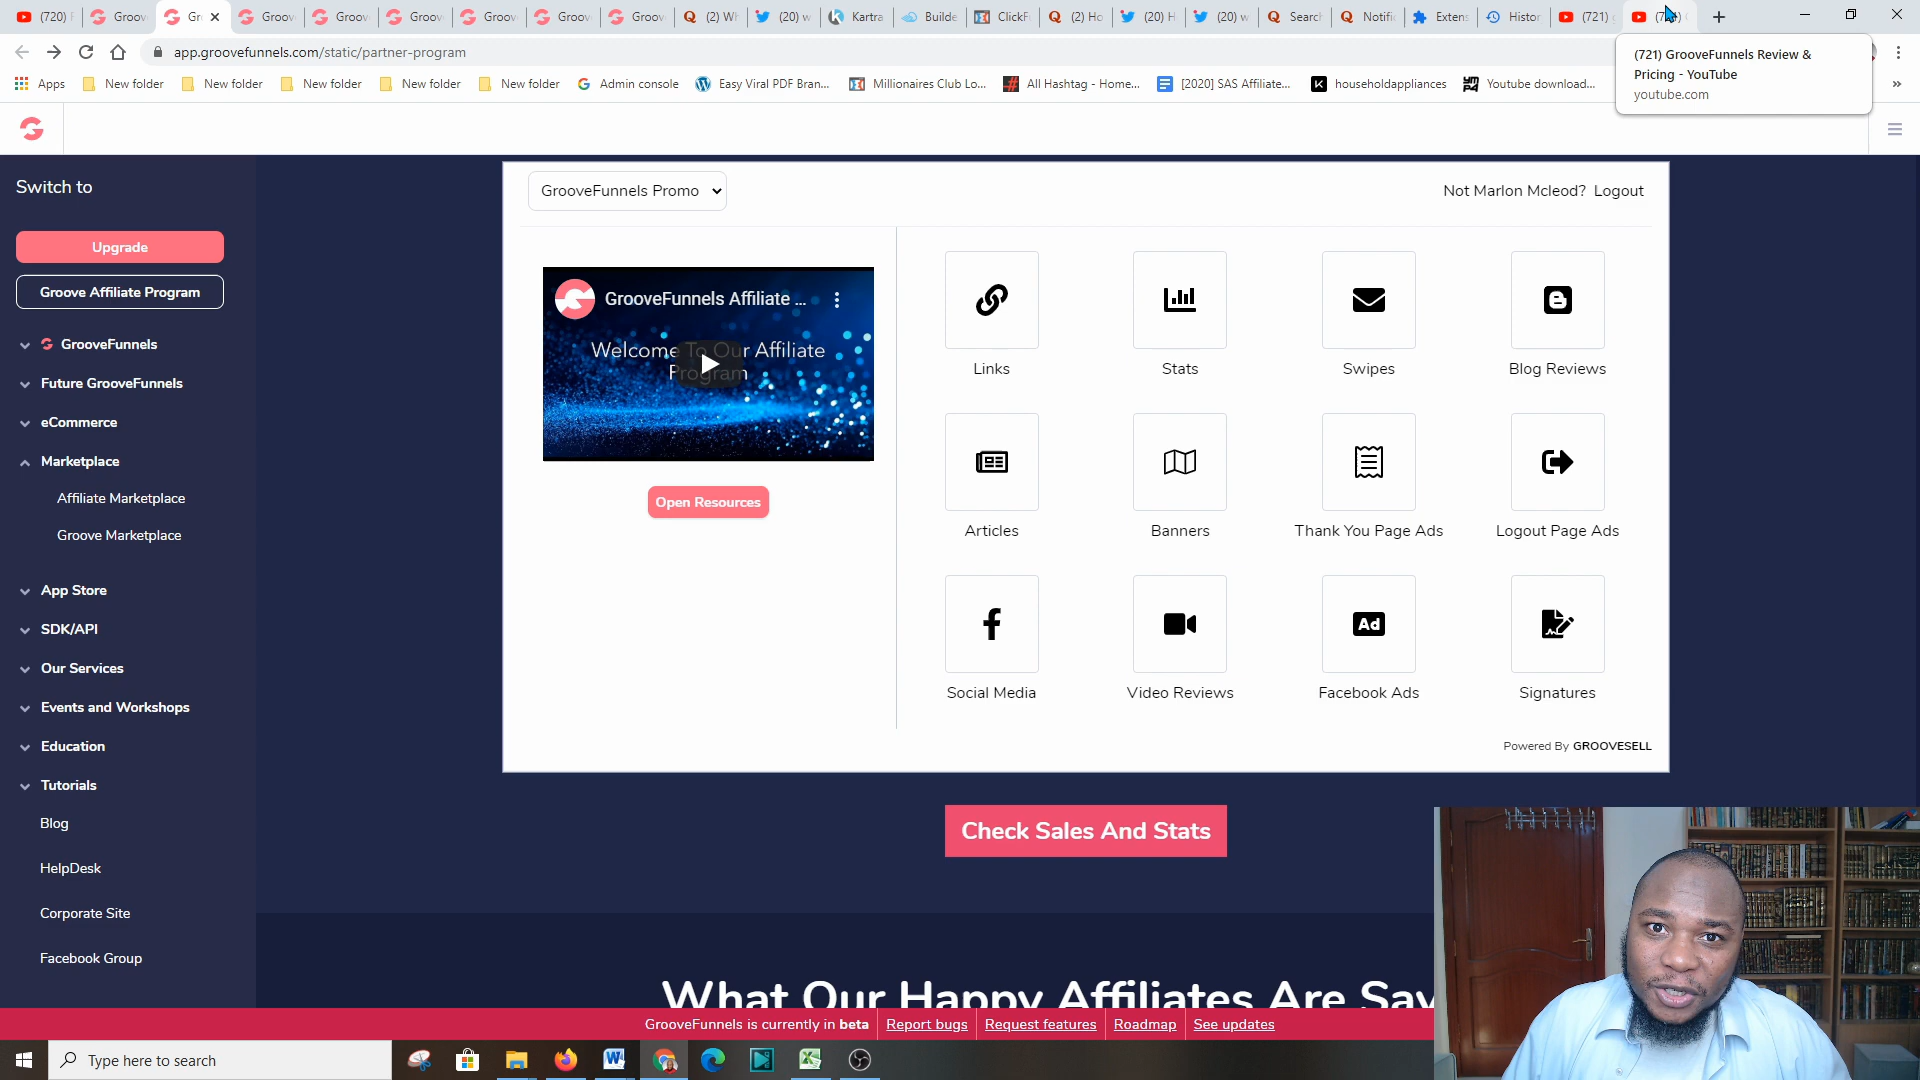 (720)
Groov
Gr
Groov
Groov
Groov
Groov
Groov
Groov
(2) Wh
(20) w
Kartra
Builde
ClickF
(2) Ho
(20) H
(20) w
Search
Notific
Extens
Histor
(721)
app.groovefunnels.com/static/partner-program
(721) GrooveFunnels Review &
Pricing - YouTube
youtube.com
Apps
New folder
New folder
New folder
New folder
New folder
Admin console
Easy Viral PDF Bran...
Millionaires Club Lo...
All Hashtag - Home...
[2020] SAS Affiliate...
householdappliances
Youtube download...
»
Switch to
Upgrade
Groove Affiliate Program
GrooveFunnels
Future GrooveFunnels
eCommerce
Marketplace
Affiliate Marketplace
Groove Marketplace
App Store
SDK/API
Our Services
Events and Workshops
Education
Tutorials
Blog
HelpDesk
Corporate Site
Facebook Group
GrooveFunnels Promo
Not Marlon Mcleod? Logout
GrooveFunnels Affiliate ...
Welcome To Our Affiliate
Program
Open Resources
Links
Stats
Swipes
Blog Reviews
Articles
Banners
Thank You Page Ads
Logout Page Ads
Ad
Social Media
Video Reviews
Facebook Ads
Signatures
Powered By GROOVESELL
Check Sales And Stats
What Our Happy Affiliates Are Say
GrooveFunnels is currently in beta
Report bugs
Request features
Roadmap
See updates
Type here to search